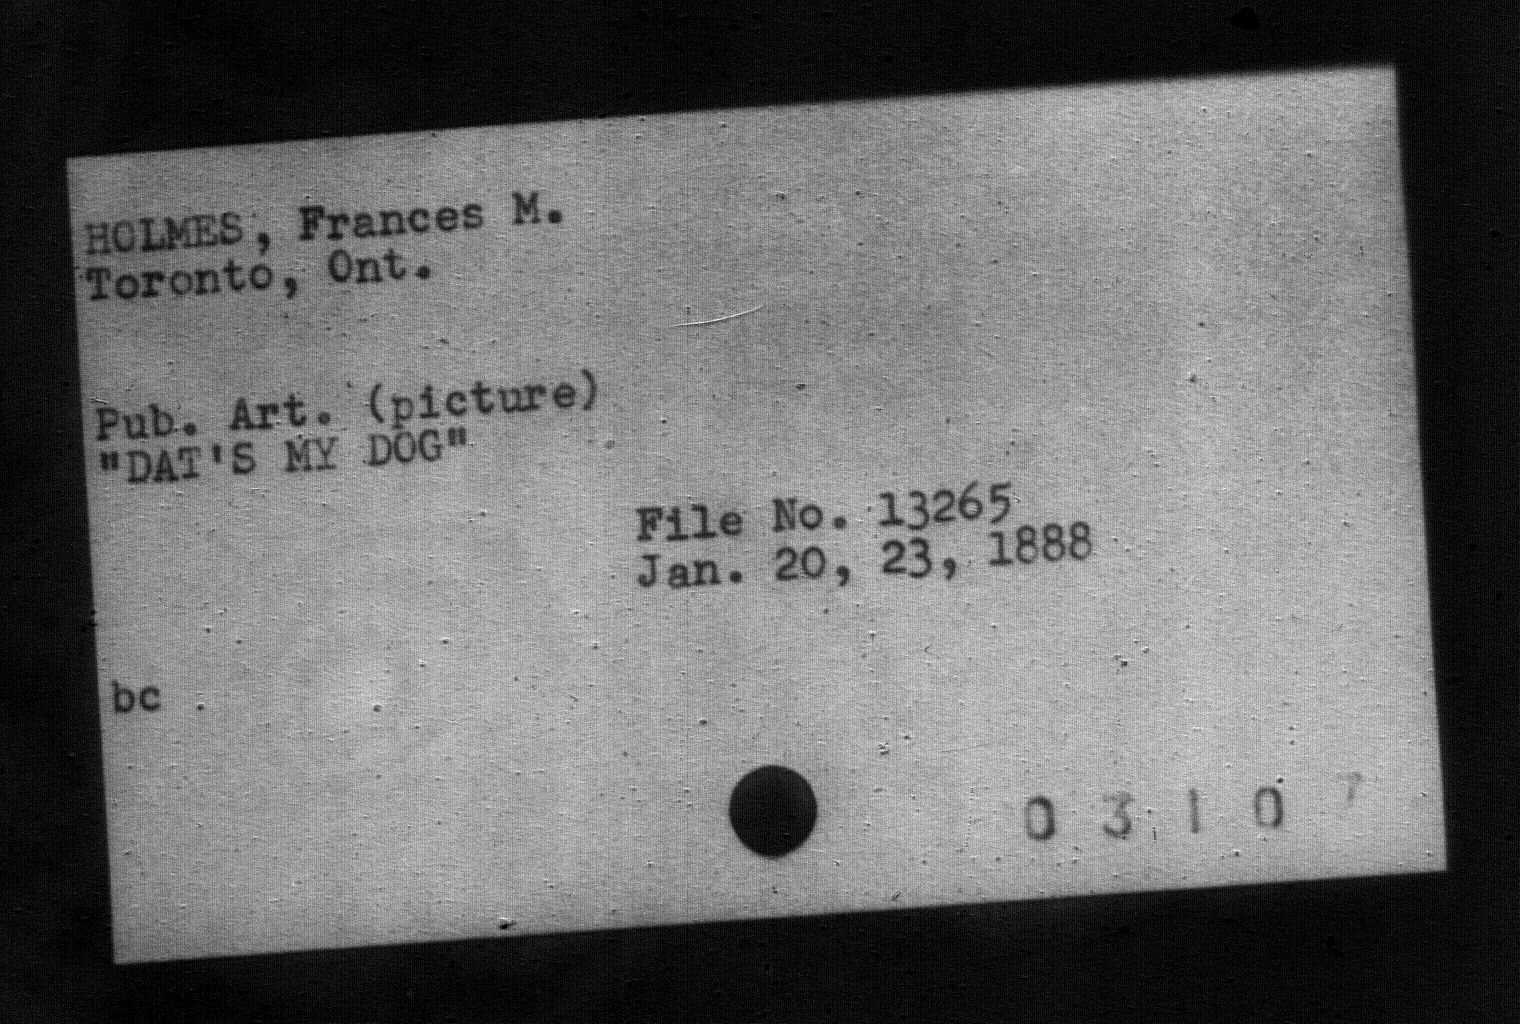 HOLMES, Frances M.
Toronto, Ont.
Pub. Art. (picture)
"DAT'S MY DOG"
File No. 13265
Jan. 20, 23, 1888
bc
0 3 1 0 7